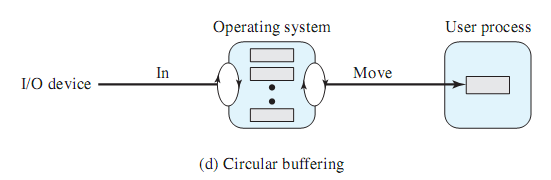 Operating system
User process
I/O device
In
Move
(d) Circular buffering